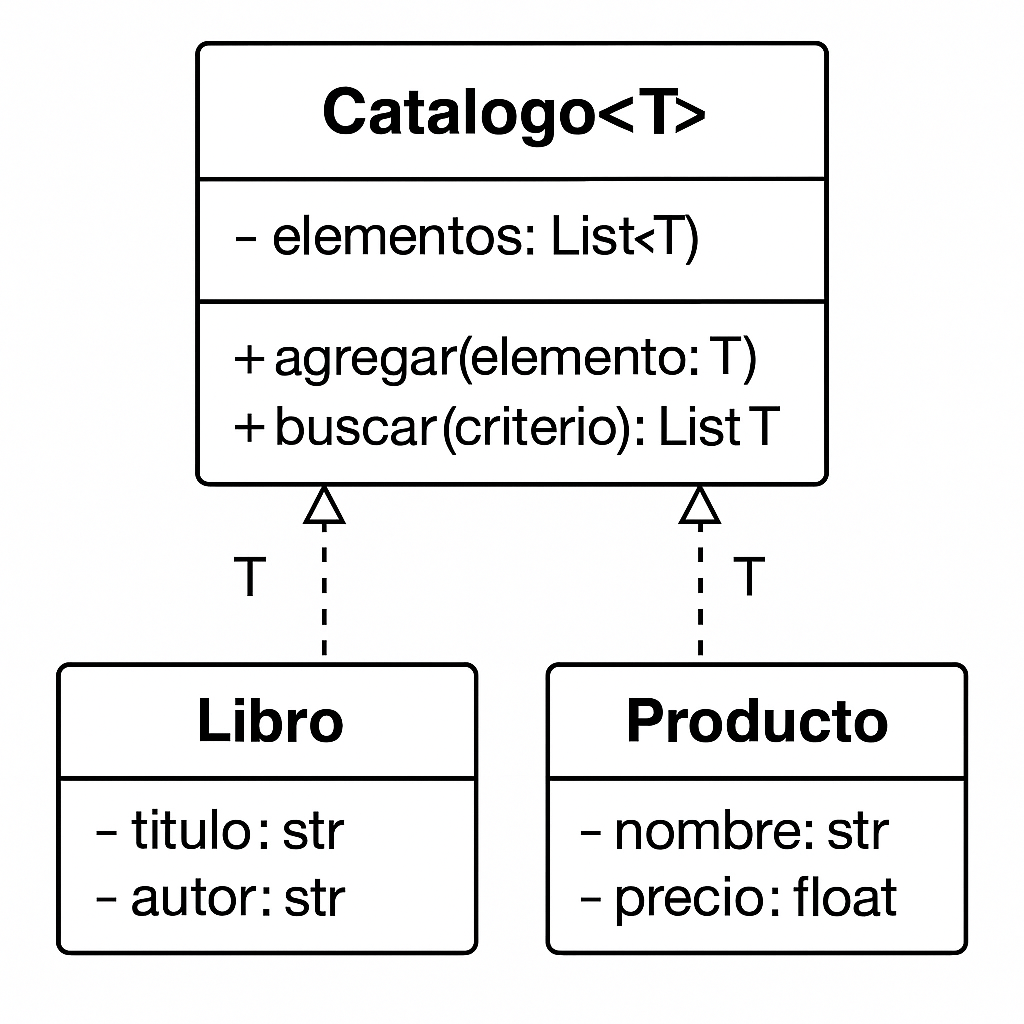 Catalogo<T>
- elementos: List<T)
+ agregar(elemento: T)
+ buscar(criterio): List T
T
T
Libro
- titulo: str
- autor: str
Producto
- nombre: str
- precio: float